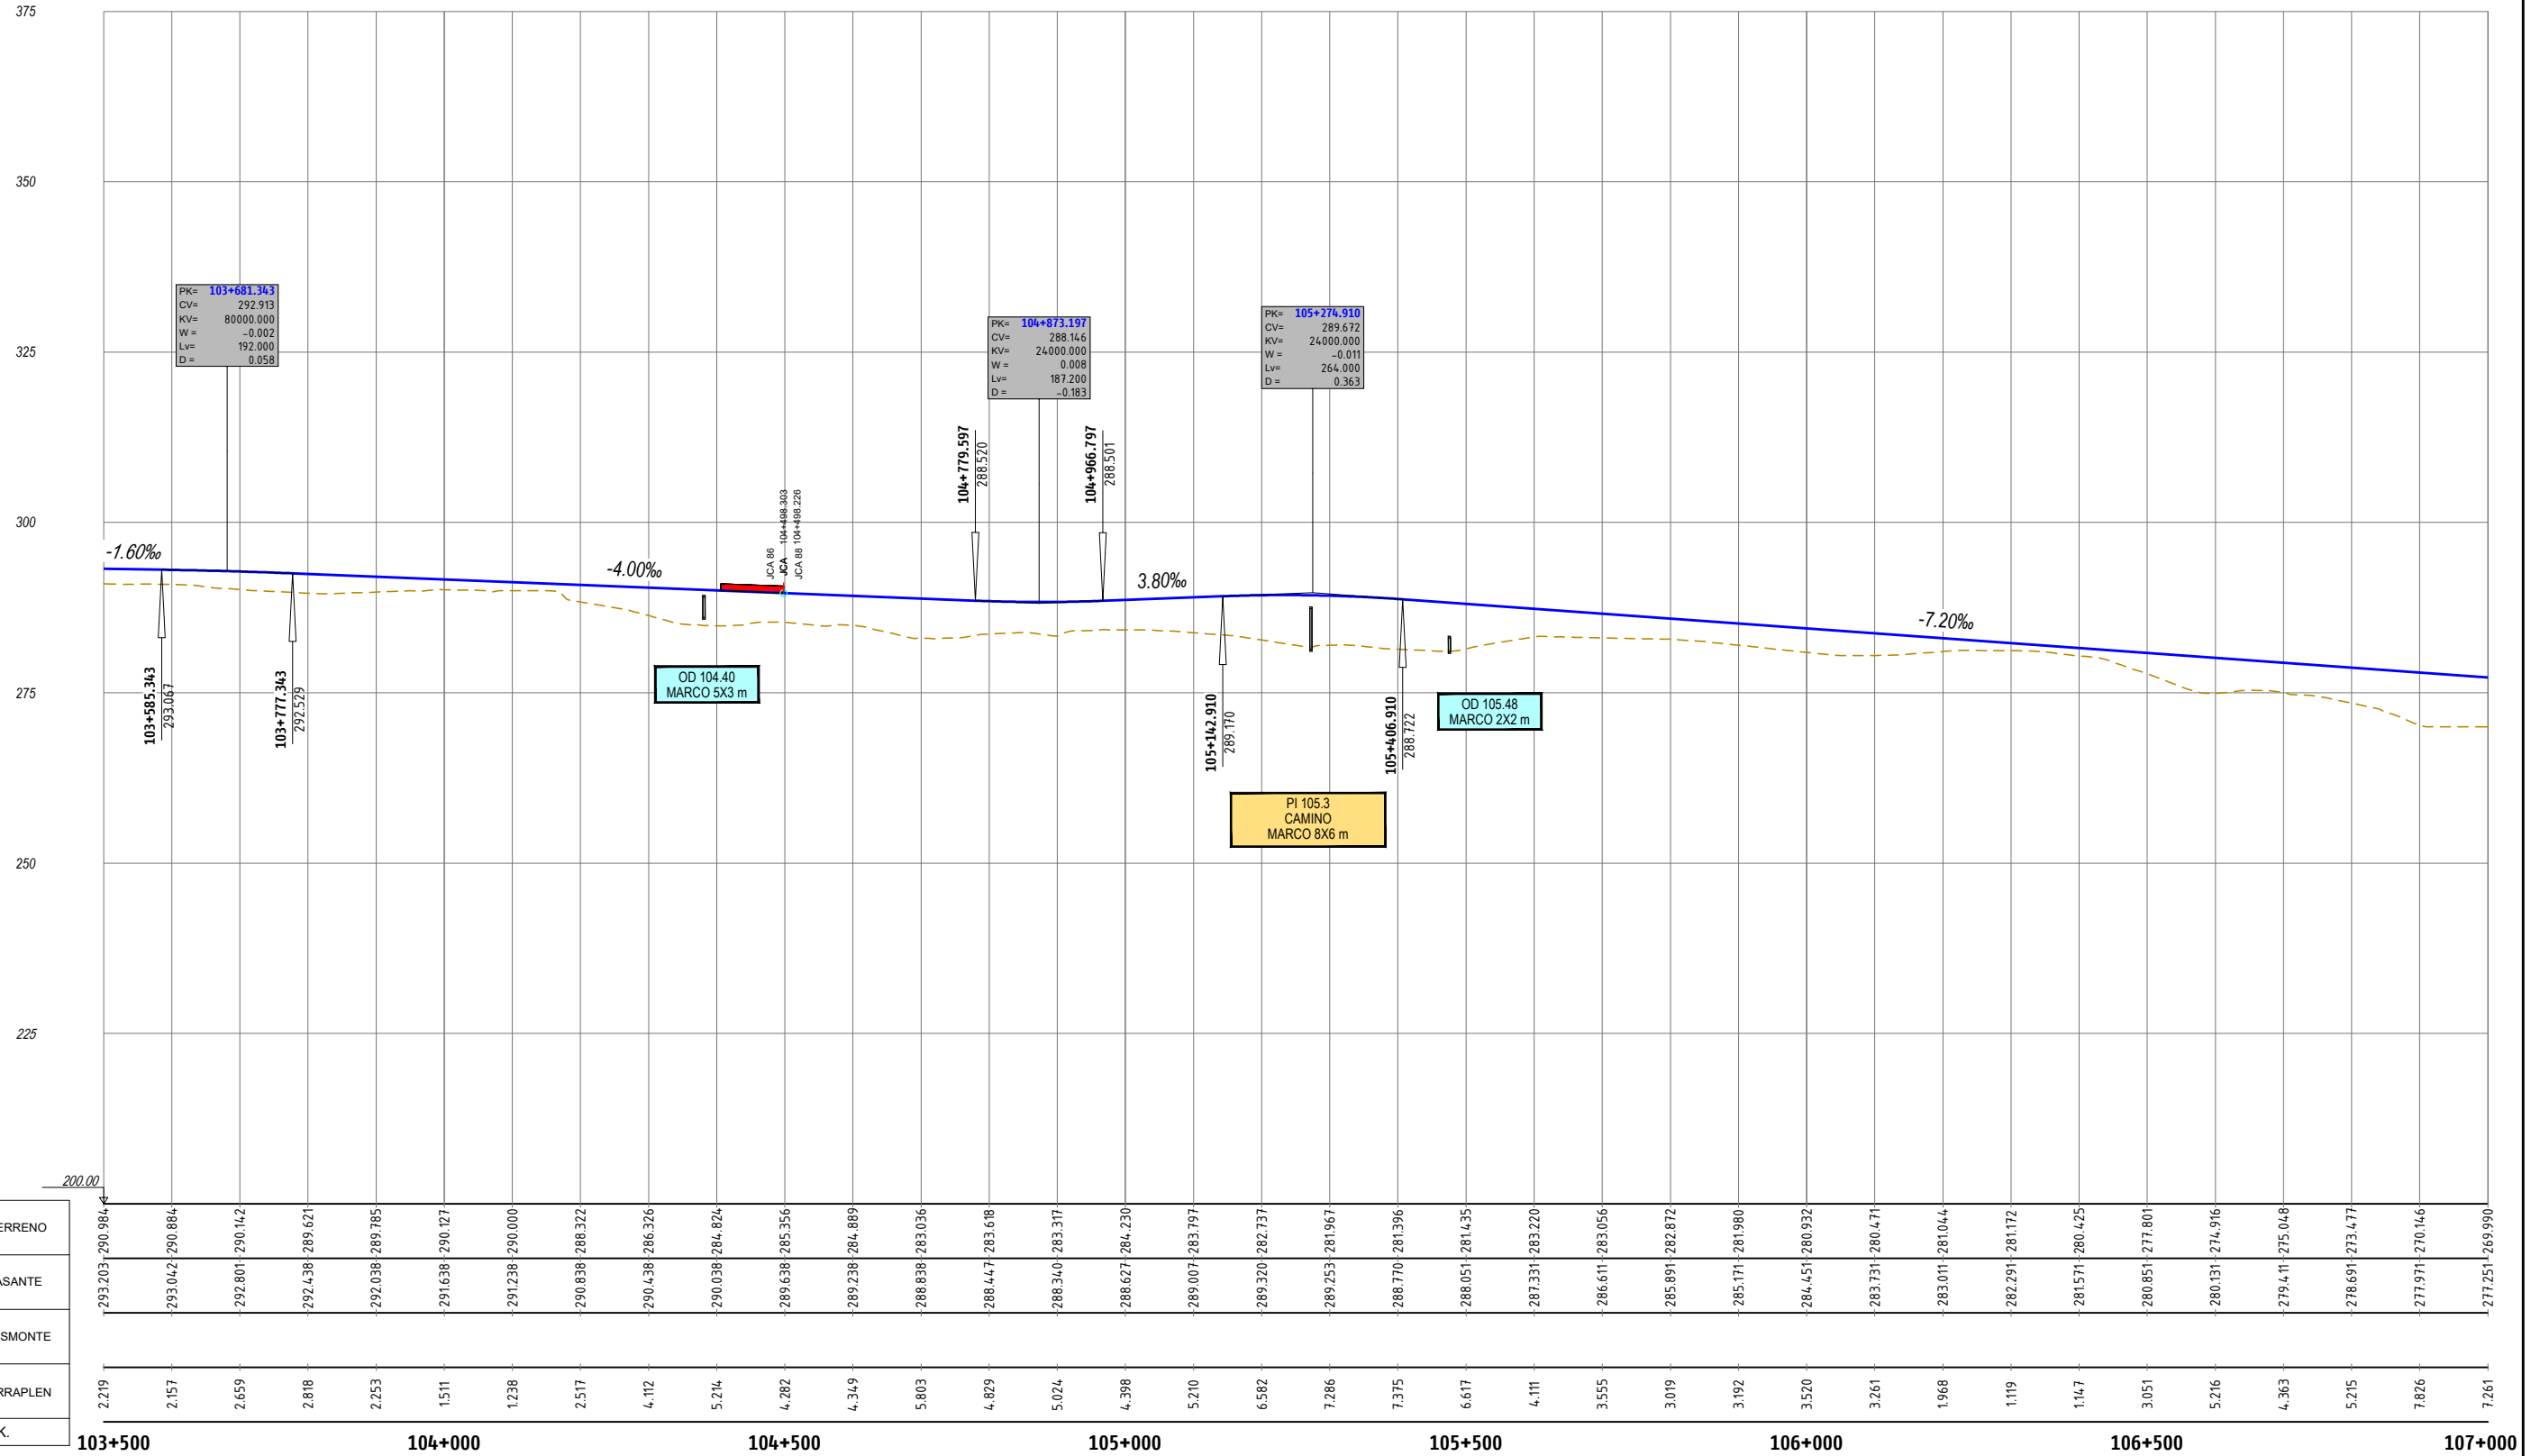 375
350
325
300
275
250
225
200.00
PK= 103+681.343
CV= 292.913
KV= 80000.000
W = -0.002
Lv= 192.000
D = 0.058
PK= 104+873.197
CV= 288.146
KV= 24000.000
W = 0.008
Lv= 187.200
D = -0.183
PK= 105+274.910
CV= 289.672
KV= 24000.000
W = -0.011
Lv= 264.000
D = 0.363
-1.60‰
-4.00‰
3.80‰
-7.20‰
103+585.343
293.067
103+777.343
292.529
JCA 86
JCA 104+498.303
JCA 88 104+498.226
104+779.597
288.520
104+966.797
288.501
105+142.910
289.170
105+406.910
288.722
OD 104.40
MARCO 5X3 m
OD 105.48
MARCO 2X2 m
PI 105.3
CAMINO
MARCO 8X6 m
ERRENO 290.984 290.884 290.142 289.621 289.785 290.127 290.000 288.322 286.326 284.824 285.356 284.889 283.036 283.618 283.317 284.230 283.797 282.737 281.967 281.396 281.435 283.220 283.056 282.872 281.980 280.932 280.471 281.044 281.172 280.425 277.801 274.916 275.048 273.477 270.146 269.990
ASANTE 293.203 293.042 292.801 292.438 292.038 291.638 291.238 290.838 290.438 290.038 289.638 289.238 288.838 288.447 288.340 288.627 289.007 289.320 289.253 288.770 288.051 287.331 286.611 285.891 285.171 284.451 283.731 283.011 282.291 281.571 280.851 280.131 279.411 278.691 277.971 277.251
SMONTE
RRAPLEN 2.219 2.157 2.659 2.818 2.253 1.511 1.238 2.517 4.112 5.214 4.282 4.349 5.803 4.829 5.024 4.398 5.210 6.582 7.286 7.375 6.617 4.111 3.555 3.019 3.192 3.520 3.261 1.968 1.119 1.147 3.051 5.216 4.363 5.215 7.826 7.261
K. 103+500 104+000 104+500 105+000 105+500 106+000 106+500 107+000